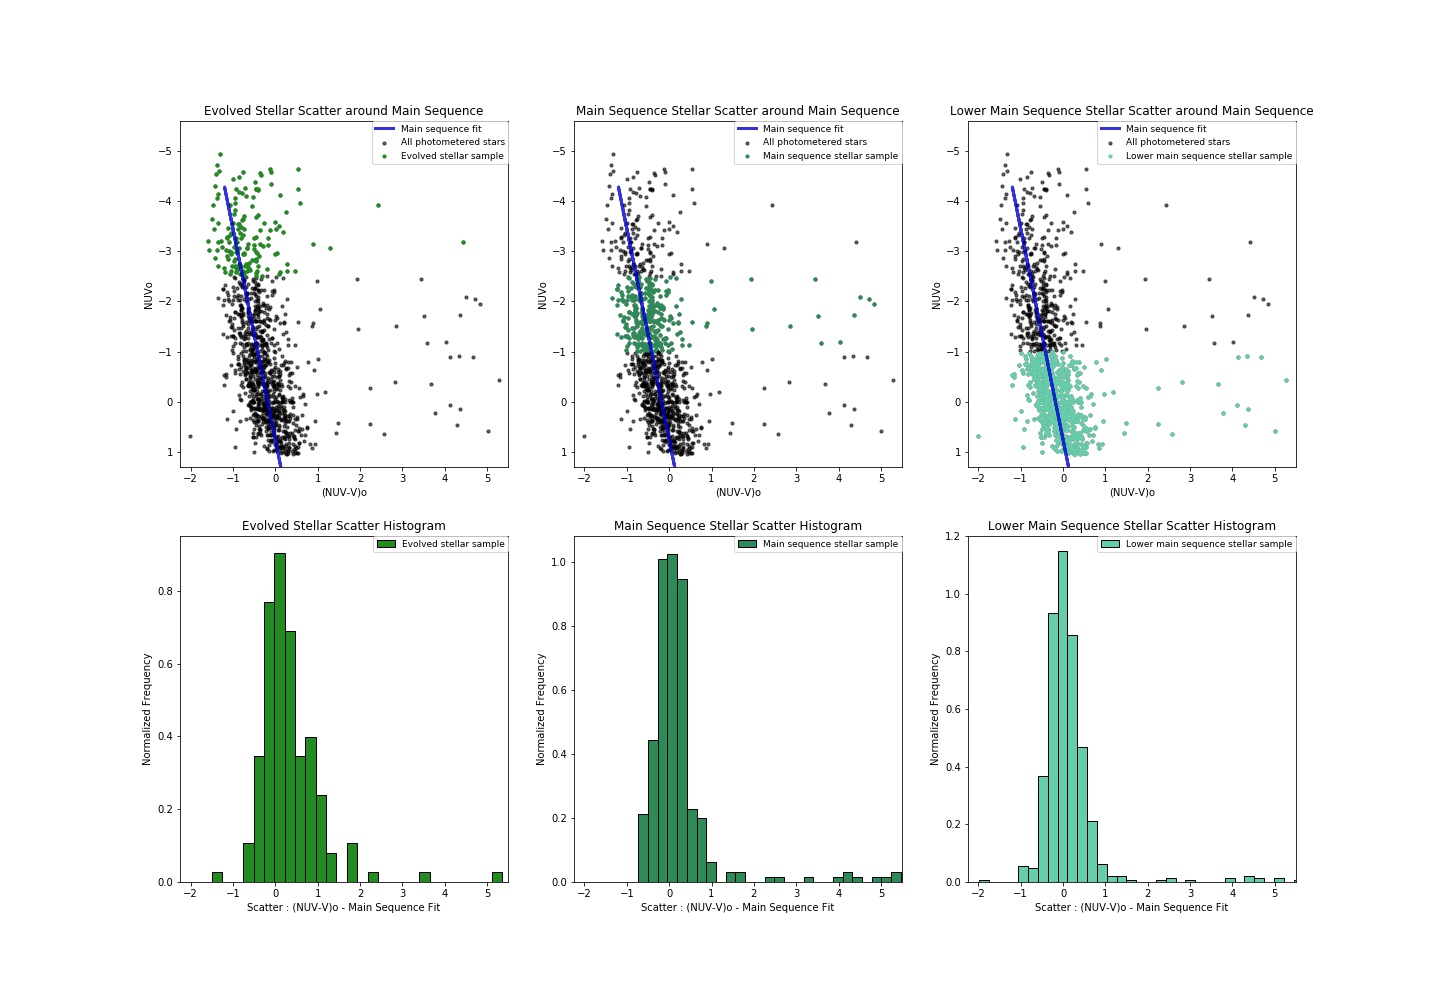 Evolved Stellar Scatter around Main Sequence
Main sequence fit
All photometered stars
Evolved stellar sample
−5
−4
−3
−2
−1
0
1
NUVo
−2 −1 0 1 2 3 4 5
(NUV-V)o
Main Sequence Stellar Scatter around Main Sequence
Main sequence fit
All photometered stars
Main sequence stellar sample
−5
−4
−3
−2
−1
0
1
NUVo
−2 −1 0 1 2 3 4 5
(NUV-V)o
Lower Main Sequence Stellar Scatter around Main Sequence
Main sequence fit
All photometered stars
Lower main sequence stellar sample
−5
−4
−3
−2
−1
0
1
NUVo
−2 −1 0 1 2 3 4 5
(NUV-V)o
Evolved Stellar Scatter Histogram
Evolved stellar sample
0.8
0.6
0.4
0.2
0.0
Normalized Frequency
−2 −1 0 1 2 3 4 5
Scatter : (NUV-V)o - Main Sequence Fit
Main Sequence Stellar Scatter Histogram
Main sequence stellar sample
1.0
0.8
0.6
0.4
0.2
0.0
Normalized Frequency
−2 −1 0 1 2 3 4 5
Scatter : (NUV-V)o - Main Sequence Fit
Lower Main Sequence Stellar Scatter Histogram
Lower main sequence stellar sample
1.2
1.0
0.8
0.6
0.4
0.2
0.0
Normalized Frequency
−2 −1 0 1 2 3 4 5
Scatter : (NUV-V)o - Main Sequence Fit